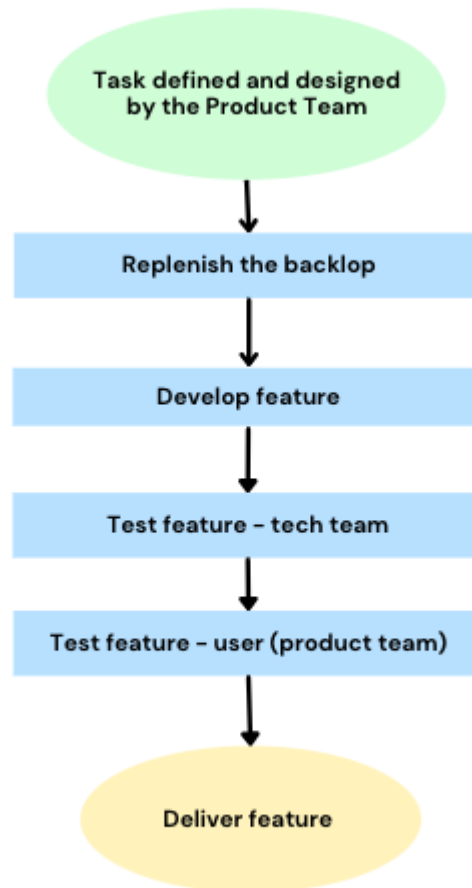 Task defined and designed
by the Product Team
Replenish the backlop
Develop feature
Test feature - tech team
Test feature - user (product team)
Deliver feature